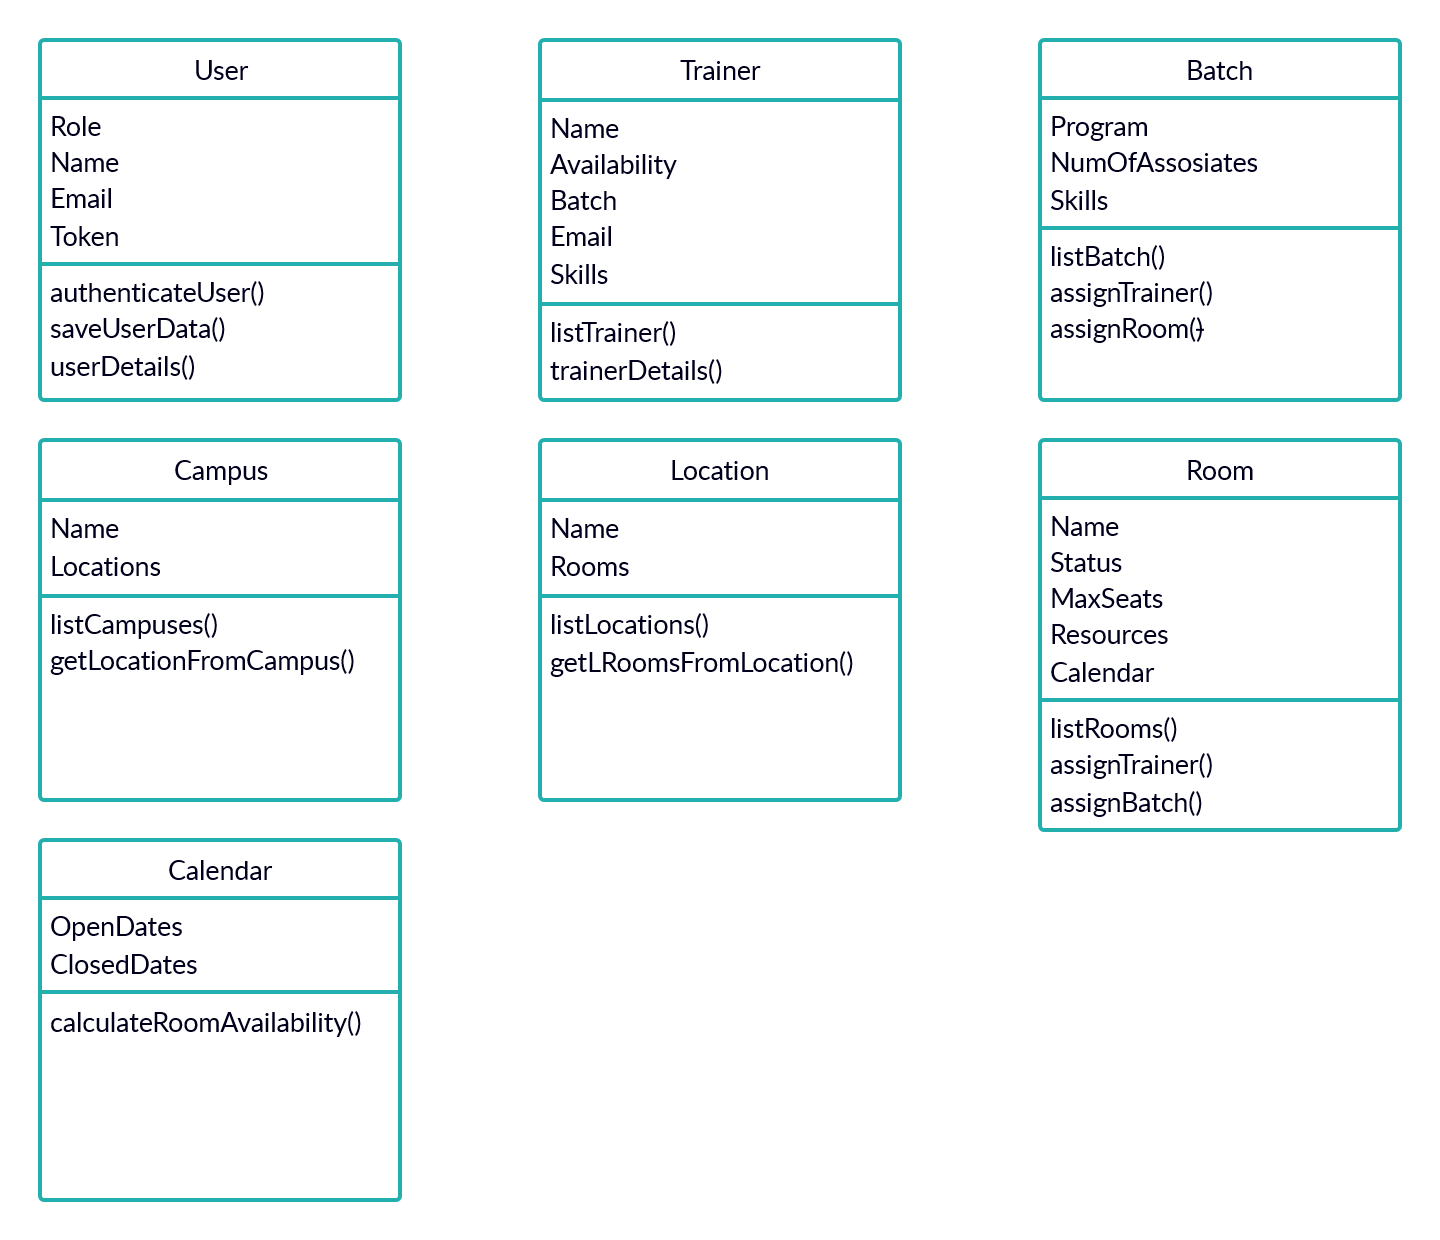 User
Role
Name
Email
Token
authenticateUser()
saveUserData()
userDetails()
Trainer
Name
Availability
Batch
Email
Skills
listTrainer()
trainerDetails()
Batch
Program
NumOfAssosiates
Skills
listBatch()
assignTrainer()
assignRoom()
Campus
Name
Locations
listCampuses()
getLocationFromCampus()
Location
Name
Rooms
listLocations()
getLRoomsFromLocation()
Room
Name
Status
MaxSeats
Resources
Calendar
listRooms()
assignTrainer()
assignBatch()
Calendar
OpenDates
ClosedDates
calculateRoomAvailability()